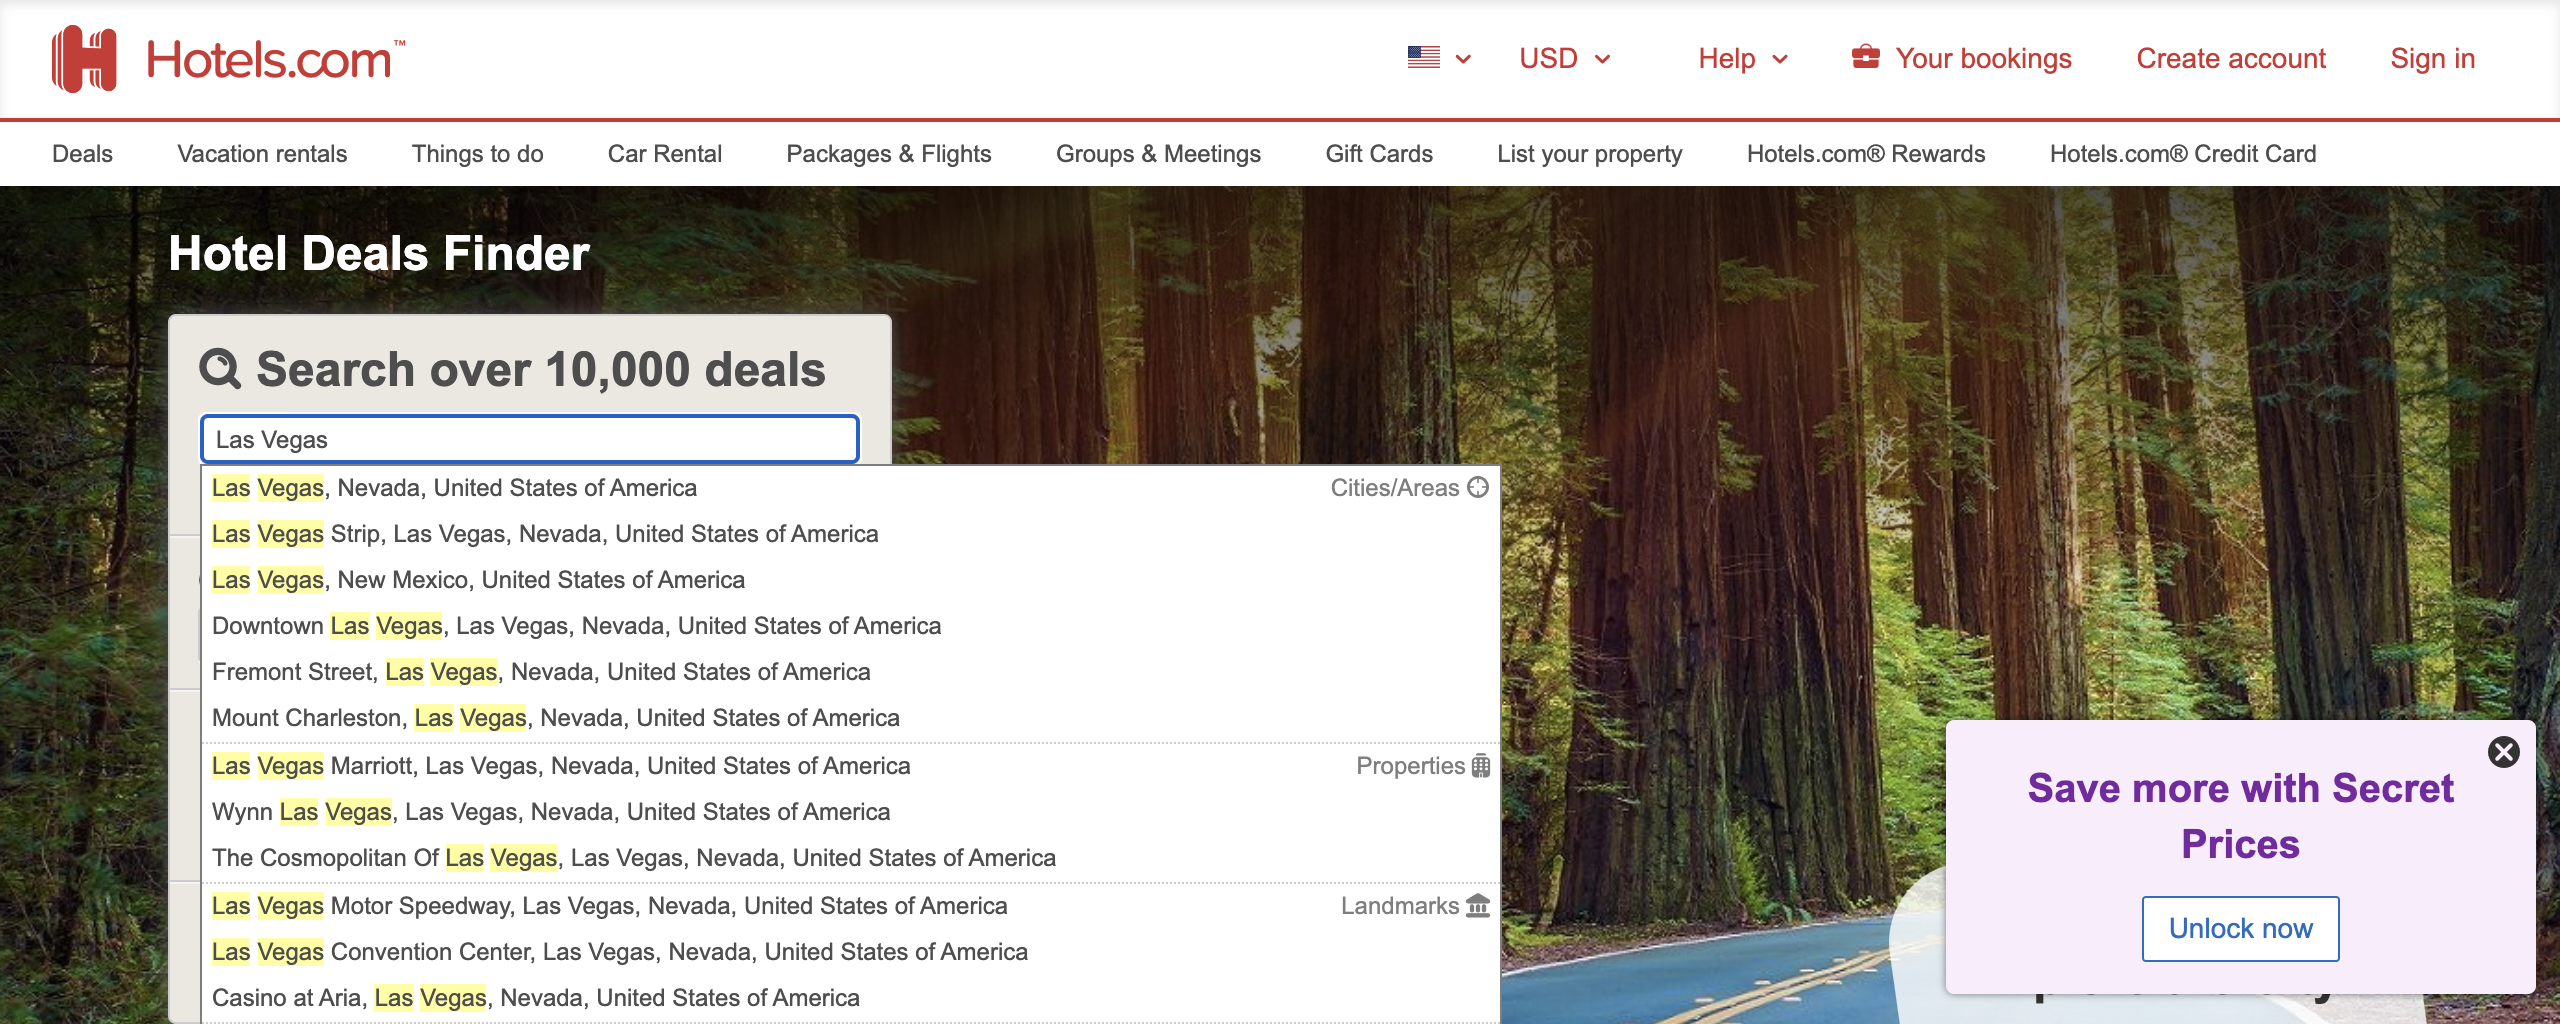 Hotels.com™
USD
Help
Your bookings
Create account
Sign in
Deals
Vacation rentals
Things to do
Car Rental
Packages & Flights
Groups & Meetings
Gift Cards
List your property
Hotels.com® Rewards
Hotels.com® Credit Card
Hotel Deals Finder
Search over 10,000 deals
Las Vegas
Las Vegas, Nevada, United States of America
Cities/Areas
Las Vegas Strip, Las Vegas, Nevada, United States of America
Las Vegas, New Mexico, United States of America
Downtown Las Vegas, Las Vegas, Nevada, United States of America
Fremont Street, Las Vegas, Nevada, United States of America
Mount Charleston, Las Vegas, Nevada, United States of America
Las Vegas Marriott, Las Vegas, Nevada, United States of America
Properties
Wynn Las Vegas, Las Vegas, Nevada, United States of America
The Cosmopolitan Of Las Vegas, Las Vegas, Nevada, United States of America
Las Vegas Motor Speedway, Las Vegas, Nevada, United States of America
Landmarks
Las Vegas Convention Center, Las Vegas, Nevada, United States of America
Casino at Aria, Las Vegas, Nevada, United States of America
Save more with Secret
Prices
Unlock now